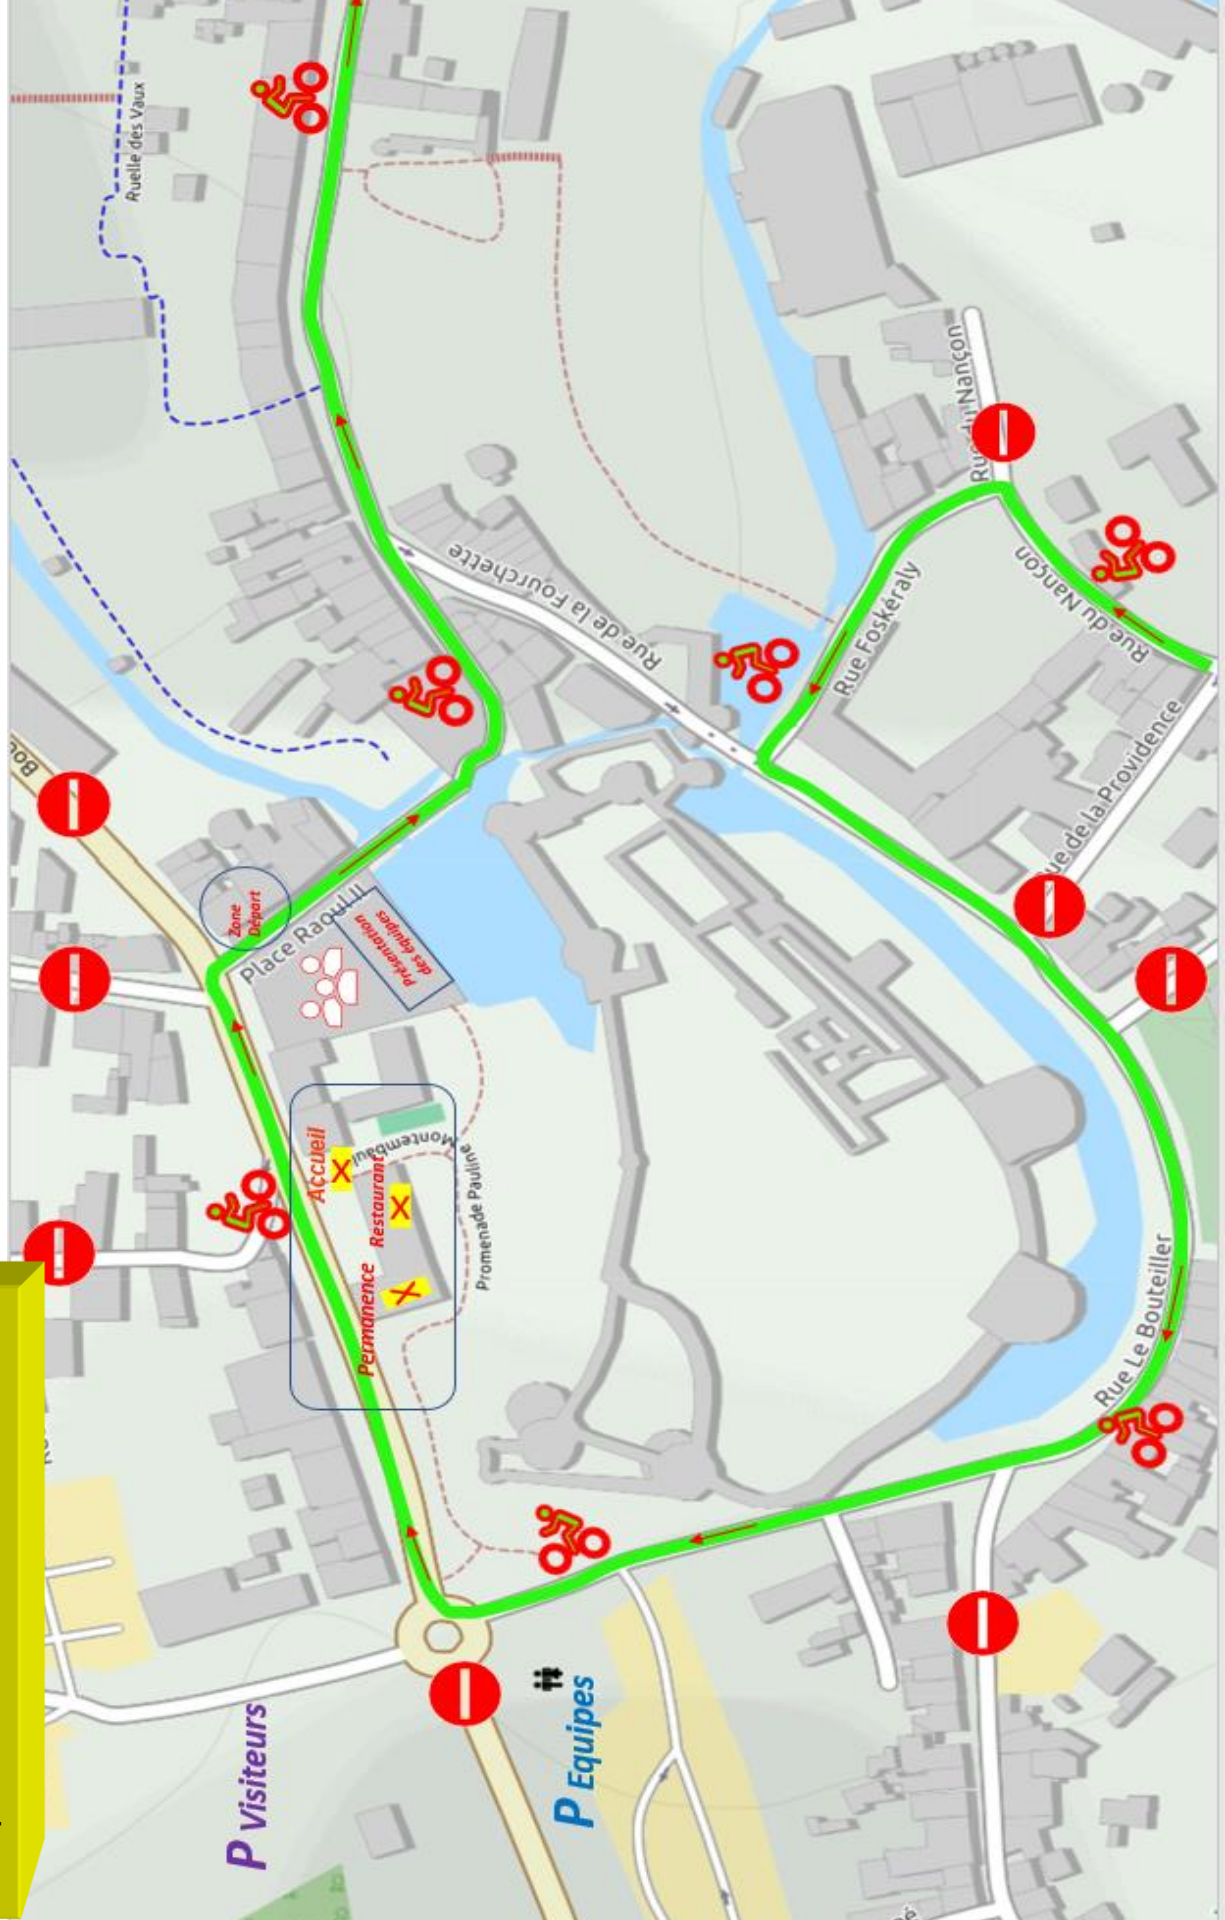 Ruelle des Vaux
Rue du Nançon
Rue du Nançon
Rue de la Fourchette
Rue Foskéraly
Rue de la Providence
Zone
Départ
Place Raoul II
Présentation
des équipes
Accueil
Restaurant
Permanence
Montembault
Promenade Pauline
Rue Le Bouteiller
P Visiteurs
P Equipes